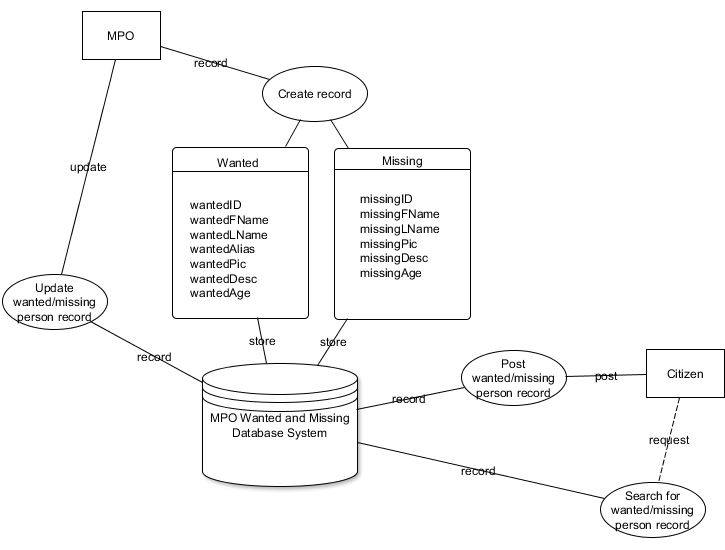 MPO
record
Create record
Wanted
Missing
wantedID
wantedFName
wantedLName
wantedAlias
wantedPic
wantedDesc
wantedAge
missingID
missingFName
missingLName
missingPic
missingDesc
missingAge
update
Update
wanted/missing
person record
record
store
store
MPO Wanted and Missing
Database System
record
Post
wanted/missing
person record
post
Citizen
request
record
Search for
wanted/missing
person record